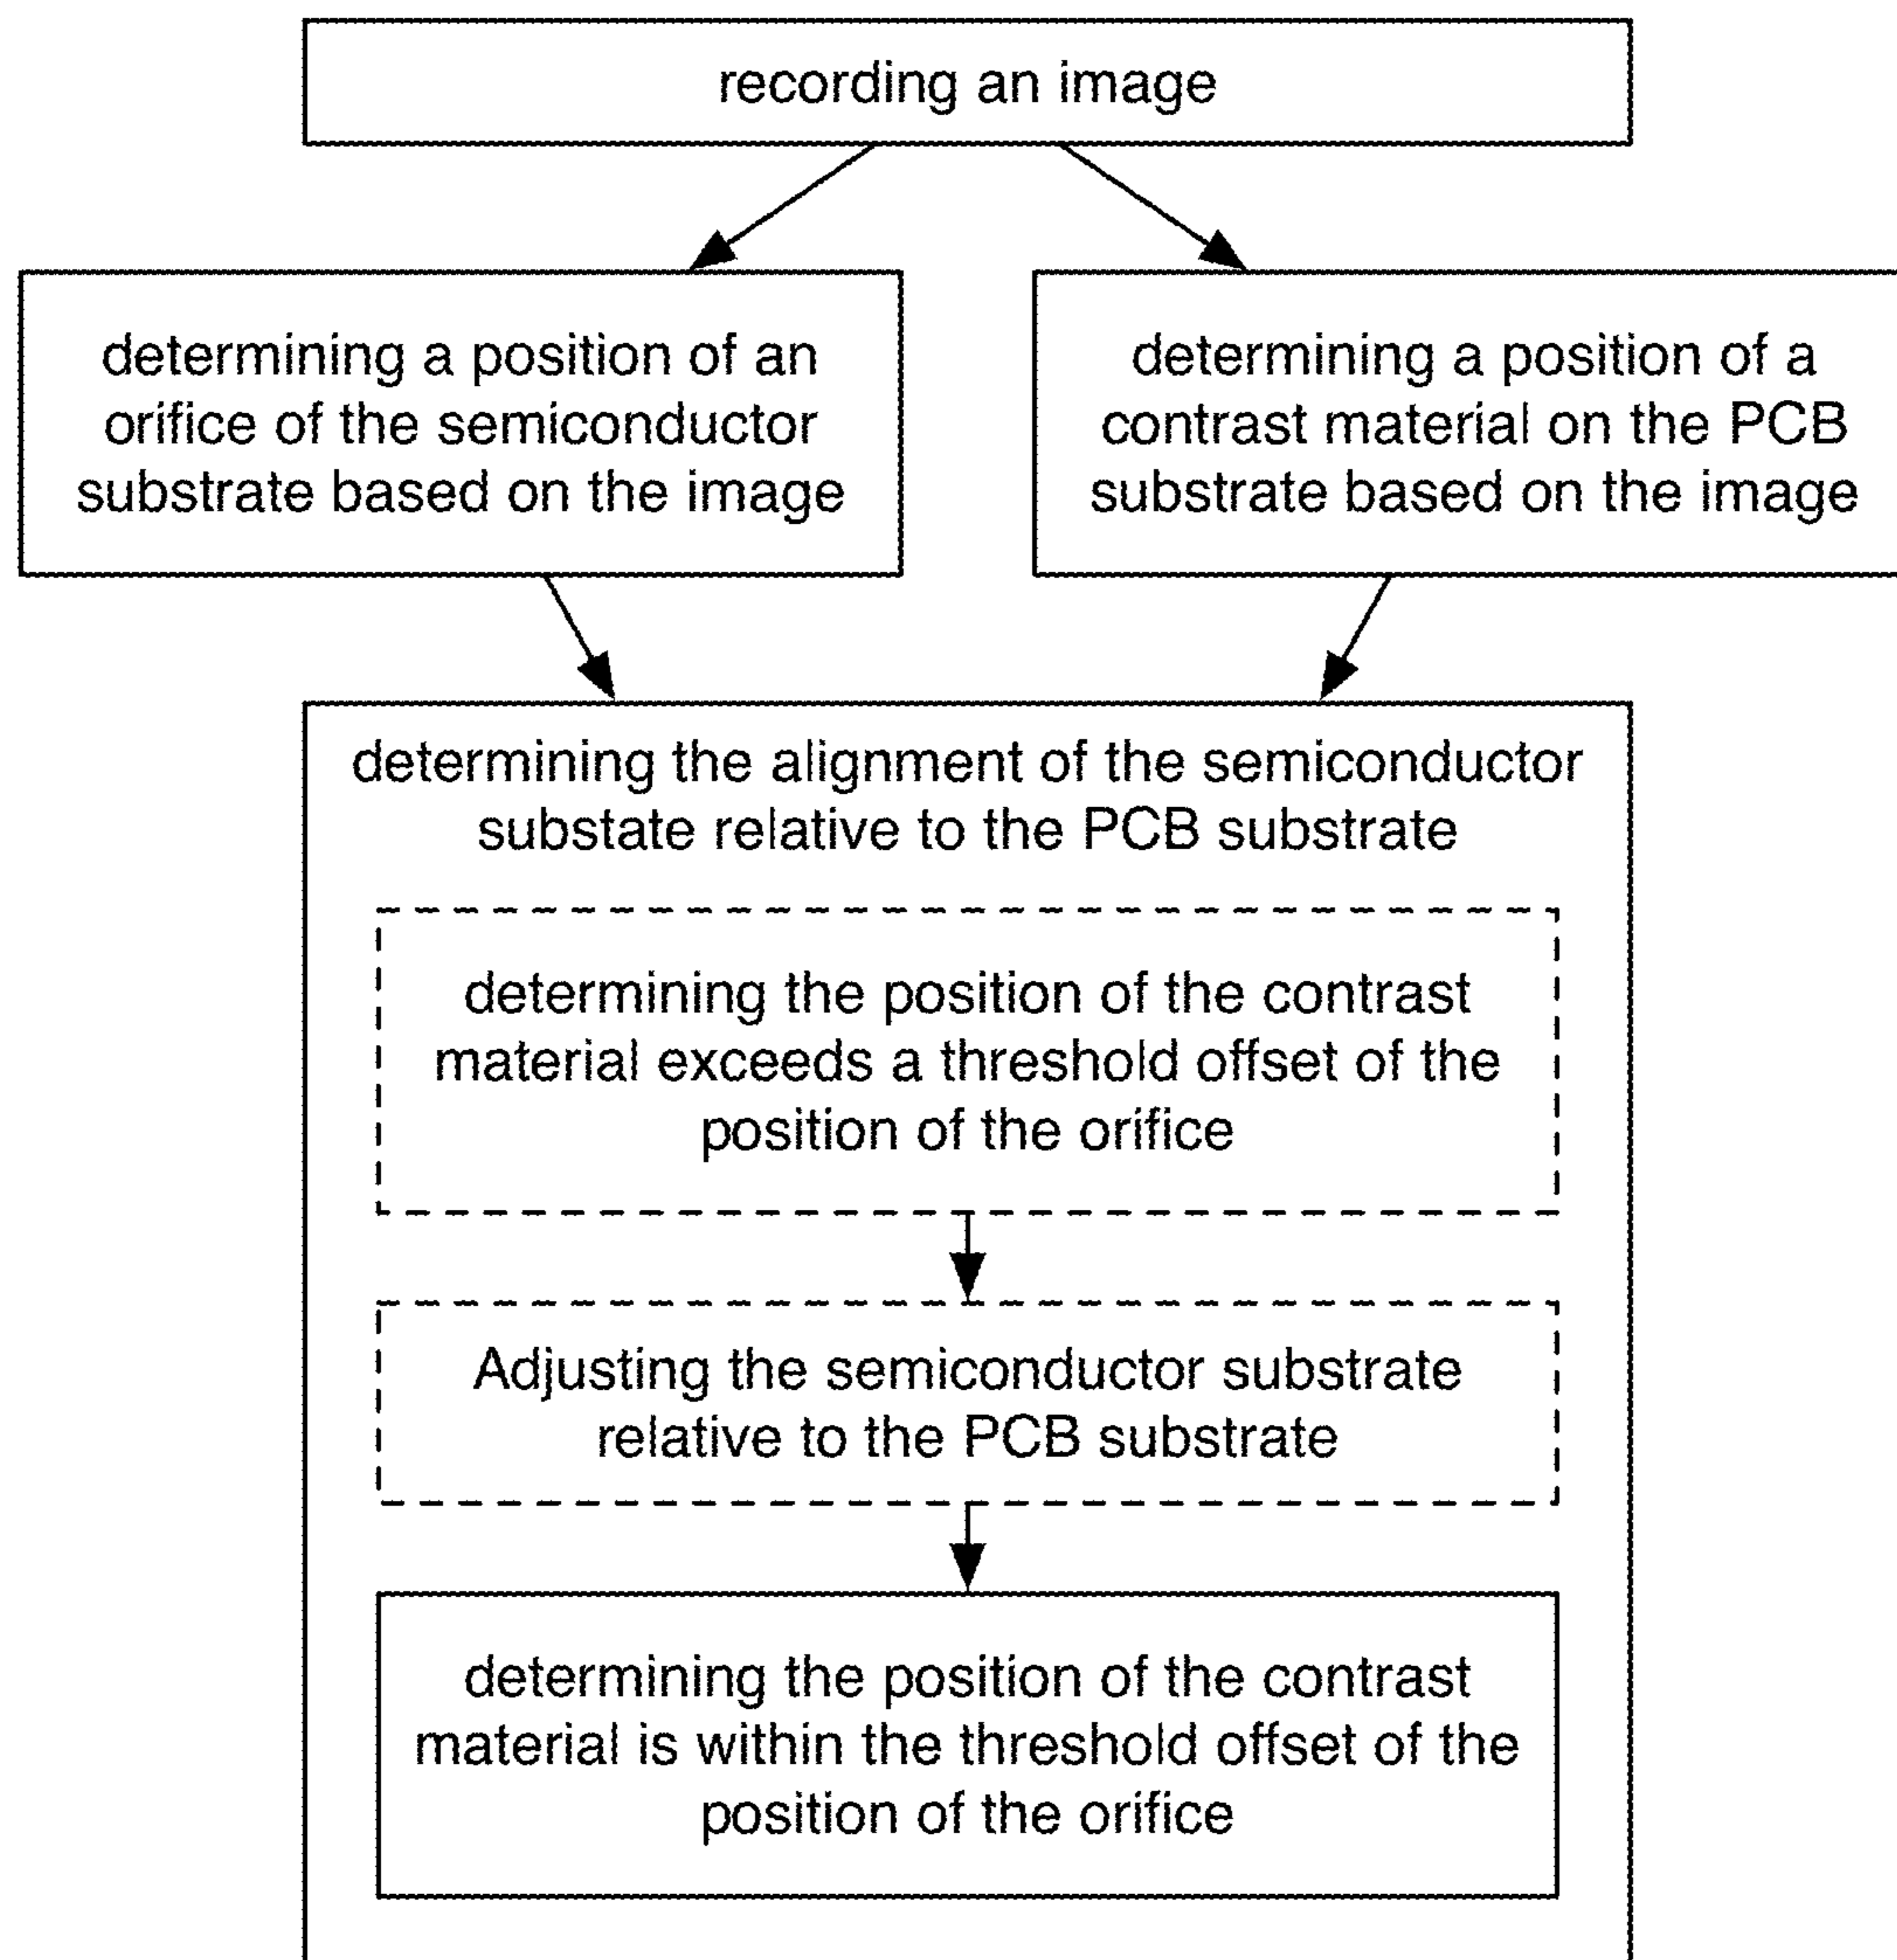 recording an image
determining a position of an
orifice of the semiconductor
substrate based on the image
determining a position of a
contrast material on the PCB
substrate based on the image
determining the alignment of the semiconductor
substate relative to the PCB substrate
determining the position of the contrast
material exceeds a threshold offset of the
position of the orifice
Adjusting the semiconductor substrate
relative to the PCB substrate
determining the position of the contrast
material is within the threshold offset of the
position of the orifice